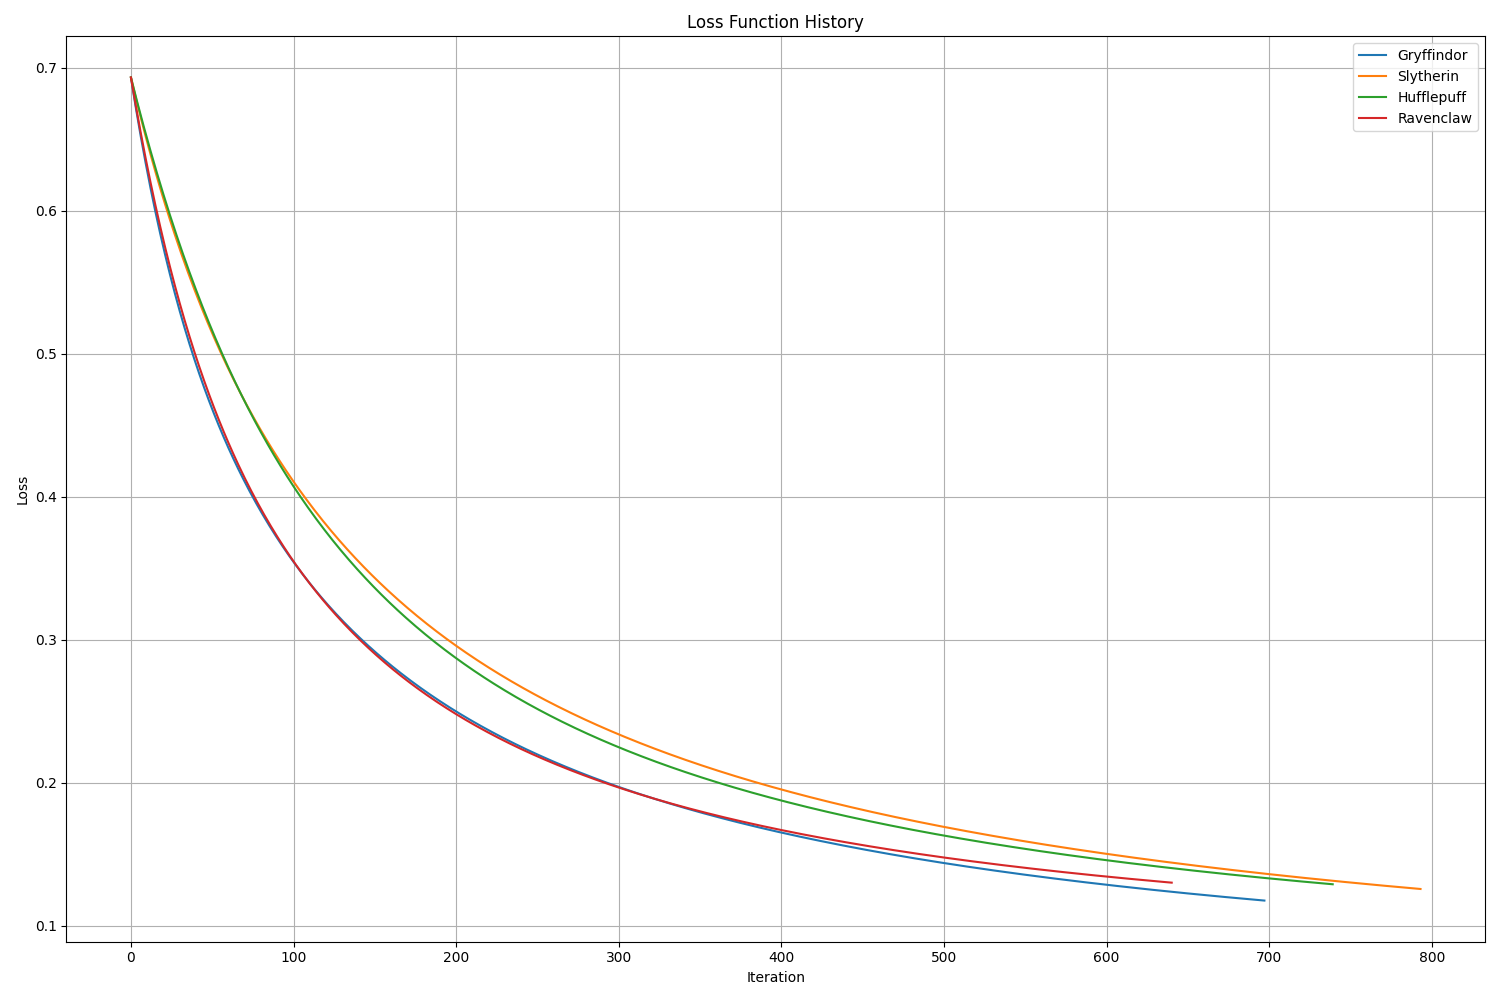 Loss Function History
Gryffindor
Slytherin
Hufflepuff
Ravenclaw
0.7
0.6
0.5
0.4
0.3
0.2
0.1
Loss
0 100 200 300 400 500 600 700 800
Iteration